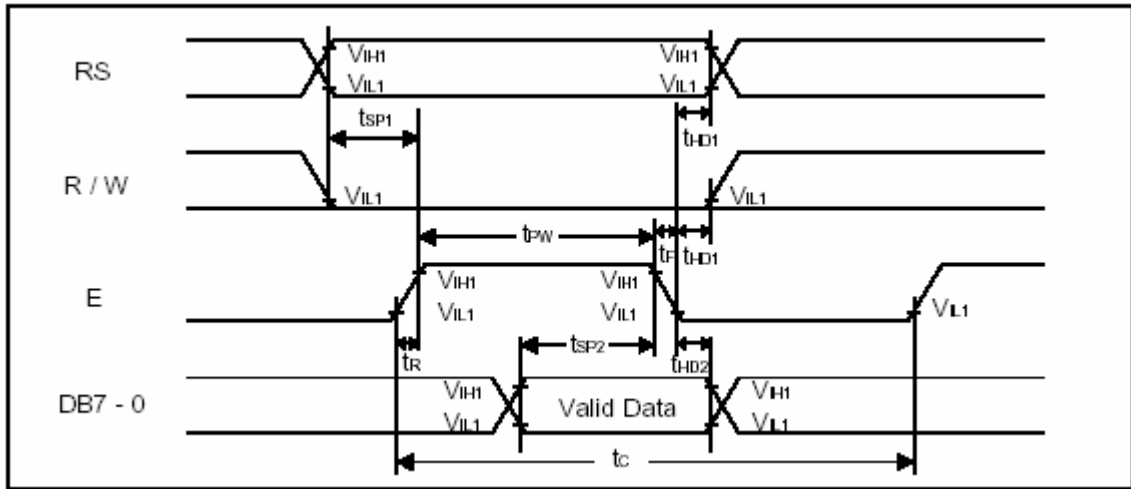 RS
VIH1
VIL1
VIH1
VIL1
tSP1
tHD1
R / W
VIL1
VIL1
tPW
tF
tHD1
E
VIH1
VIL1
VIH1
VIL1
VIL1
tR
tSP2
tHD2
DB7 - 0
VIH1
VIL1
Valid Data
VIH1
VIL1
tC